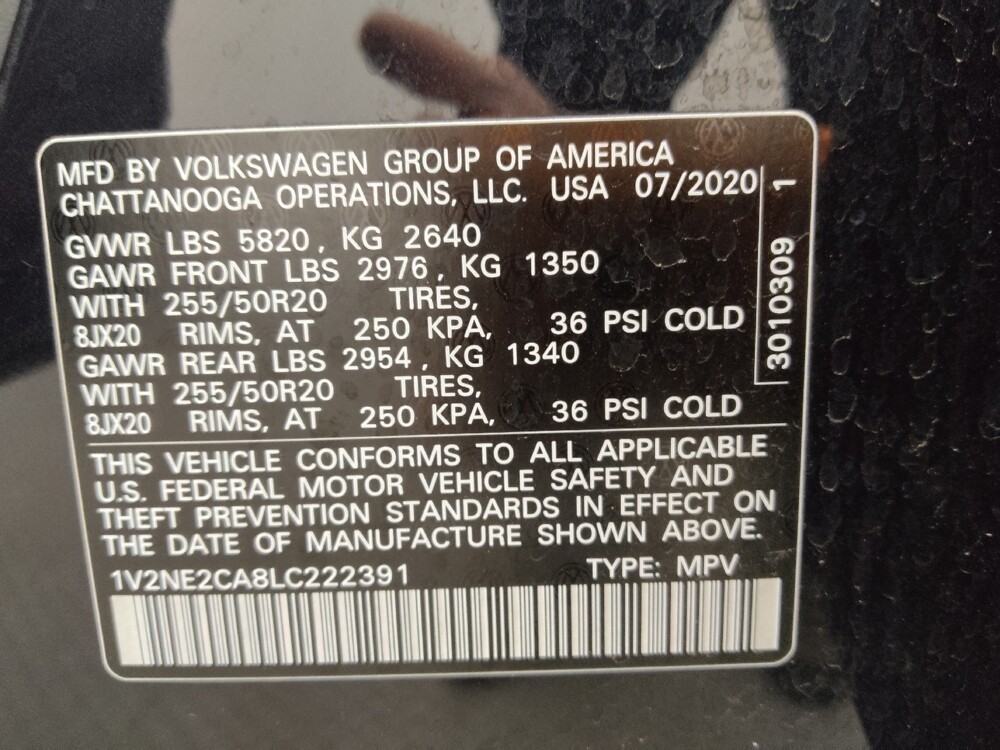 MFD BY VOLKSWAGEN GROUP OF AMERICA
CHATTANOOGA OPERATIONS, LLC. USA 07/2020
GVWR LBS 5820, KG 2640
GAWR FRONT LBS 2976, KG 1350
WITH 255/50R20 TIRES,
8JX20 RIMS, AT 250 KPA, 36 PSI COLD
GAWR REAR LBS 2954, KG 1340
WITH 255/50R20 TIRES,
8JX20 RIMS, AT 250 KPA, 36 PSI COLD
3010309 1
THIS VEHICLE CONFORMS TO ALL APPLICABLE
U.S. FEDERAL MOTOR VEHICLE SAFETY AND
THEFT PREVENTION STANDARDS IN EFFECT ON
THE DATE OF MANUFACTURE SHOWN ABOVE.
1V2NE2CA8LC222391 TYPE: MPV